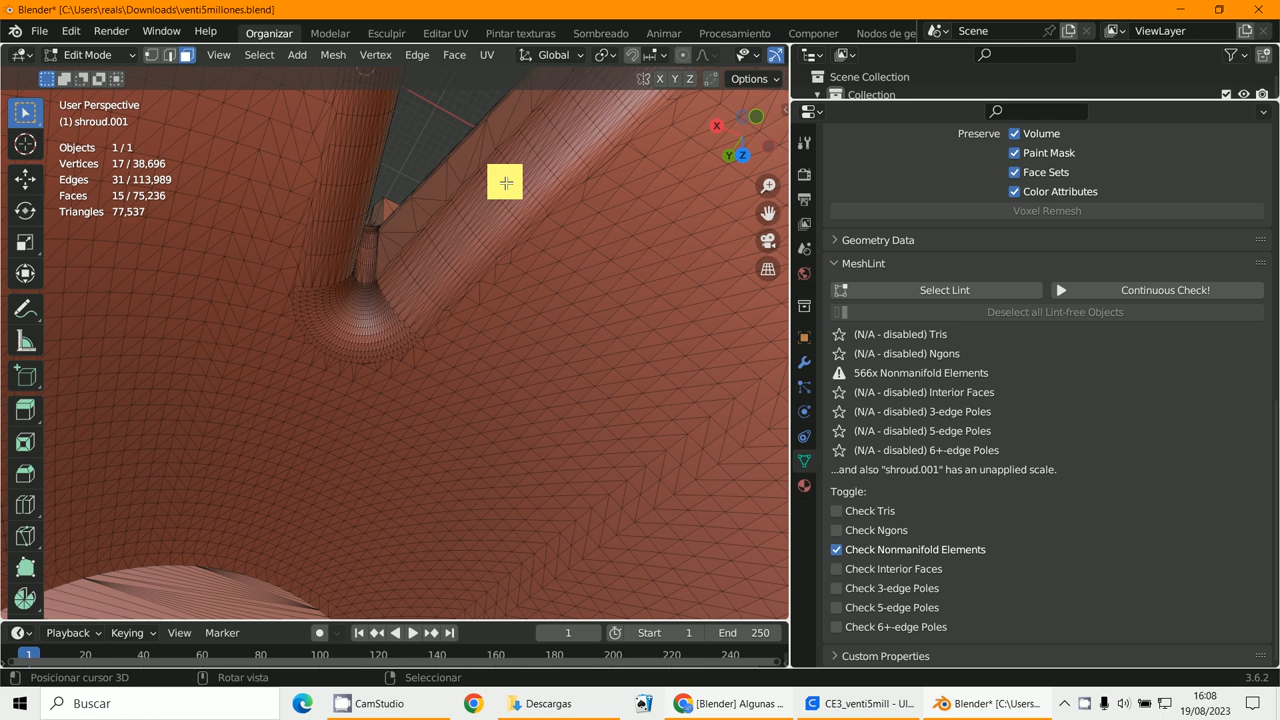 Blender* [C:\Users\reals\Downloads\venti5millones.blend]
File Edit Render Window Help Organizar Modelar Esculpir Editar UV Pintar texturas Sombreado Animar Procesamiento Componer Nodos de ge Scene ViewLayer
Edit Mode View Select Add Mesh Vertex Edge Face UV Global
X Y Z Options
Scene Collection
Collection
User Perspective
(1) shroud.001
Objects 1 / 1
Vertices 17 / 38,696
Edges 31 / 113,989
Faces 15 / 75,236
Triangles 77,537
X
Y Z
Preserve Volume
Paint Mask
Face Sets
Color Attributes
Voxel Remesh
Geometry Data
MeshLint
Select Lint Continuous Check!
Deselect all Lint-free Objects
(N/A - disabled) Tris
(N/A - disabled) Ngons
566x Nonmanifold Elements
(N/A - disabled) Interior Faces
(N/A - disabled) 3-edge Poles
(N/A - disabled) 5-edge Poles
(N/A - disabled) 6+-edge Poles
...and also "shroud.001" has an unapplied scale.
Toggle:
Check Tris
Check Ngons
Check Nonmanifold Elements
Check Interior Faces
Check 3-edge Poles
Check 5-edge Poles
Check 6+-edge Poles
Custom Properties
Playback Keying View Marker 1 Start 1 End 250
1 20 40 60 80 100 120 140 160 180 200 220 240
Posicionar cursor 3D Rotar vista Seleccionar 3.6.2
Buscar CamStudio Descargas [Blender] Algunas ... CE3_venti5mill - Ul... Blender* [C:\Users...
16:08
19/08/2023